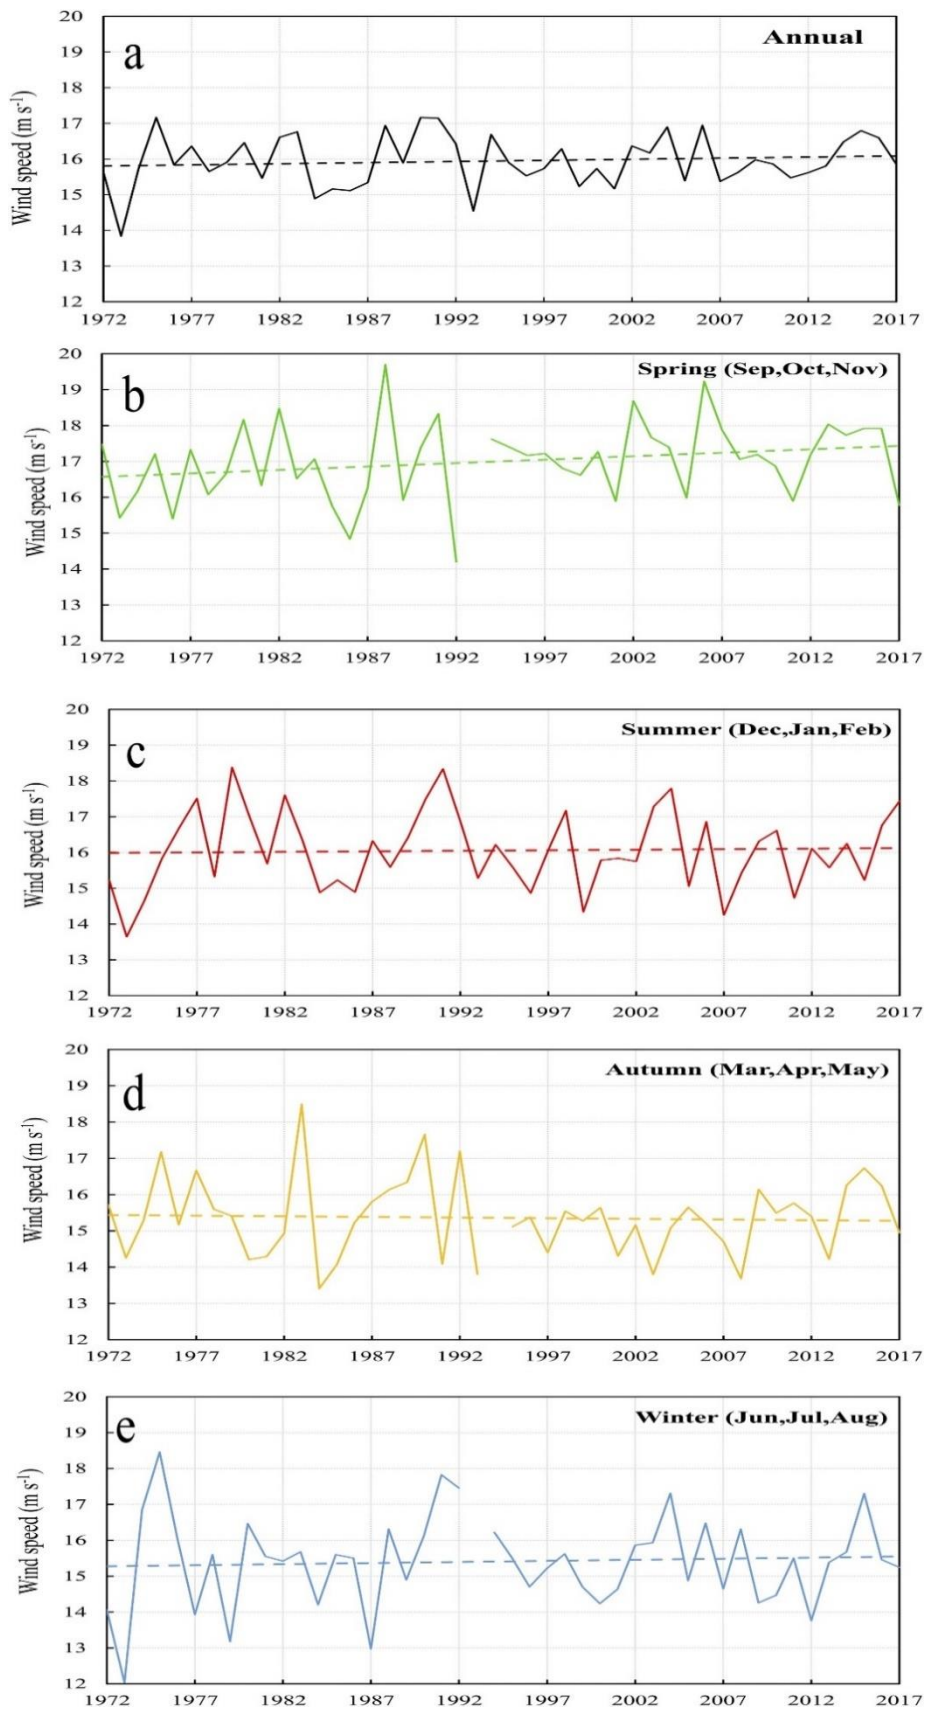 a
Annual
Wind speed (m s⁻¹)
20
19
18
17
16
15
14
13
12
1972 1977 1982 1987 1992 1997 2002 2007 2012 2017
b
Spring (Sep,Oct,Nov)
Wind speed (m s⁻¹)
20
19
18
17
16
15
14
13
12
1972 1977 1982 1987 1992 1997 2002 2007 2012 2017
c
Summer (Dec,Jan,Feb)
Wind speed (m s⁻¹)
20
19
18
17
16
15
14
13
12
1972 1977 1982 1987 1992 1997 2002 2007 2012 2017
d
Autumn (Mar,Apr,May)
Wind speed (m s⁻¹)
20
19
18
17
16
15
14
13
12
1972 1977 1982 1987 1992 1997 2002 2007 2012 2017
e
Winter (Jun,Jul,Aug)
Wind speed (m s⁻¹)
20
19
18
17
16
15
14
13
12
1972 1977 1982 1987 1992 1997 2002 2007 2012 2017